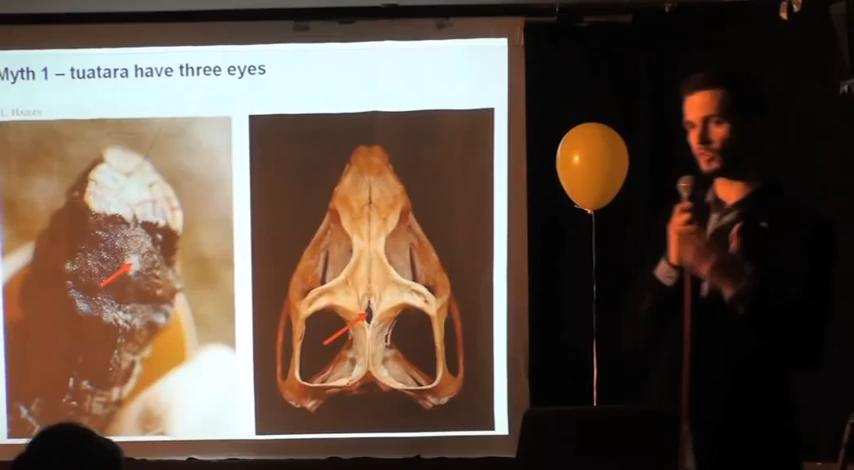 Myth 1 – tuatara have three eyes